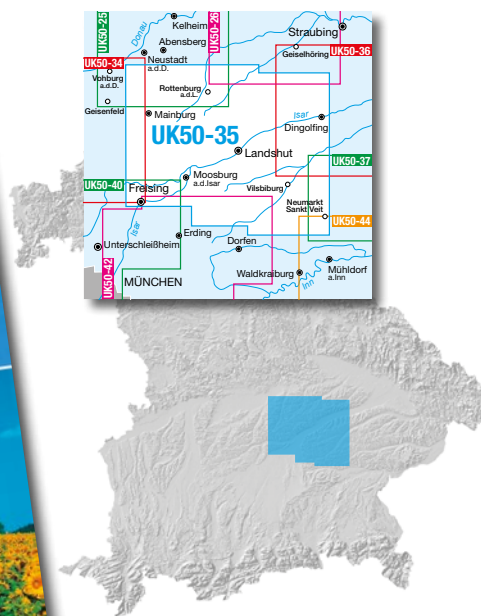 UK50-25
Kelheim
Donau
UK50-26
Straubing
Abensberg
Neustadt
a.d.D.
Geiselhöring
UK50-36
UK50-34
Vohburg
a.d.D.
Rottenburg
a.d.L.
Geisenfeld
Mainburg
Isar
Dingolfing
UK50-35
Landshut
UK50-37
Moosburg
a.d.Isar
UK50-40
Freising
Vilsbiburg
Neumarkt
Sankt Veit
UK50-44
Isar
Erding
Unterschleißheim
Dorfen
UK50-42
Waldkraiburg
Mühldorf
a.Inn
Inn
MÜNCHEN